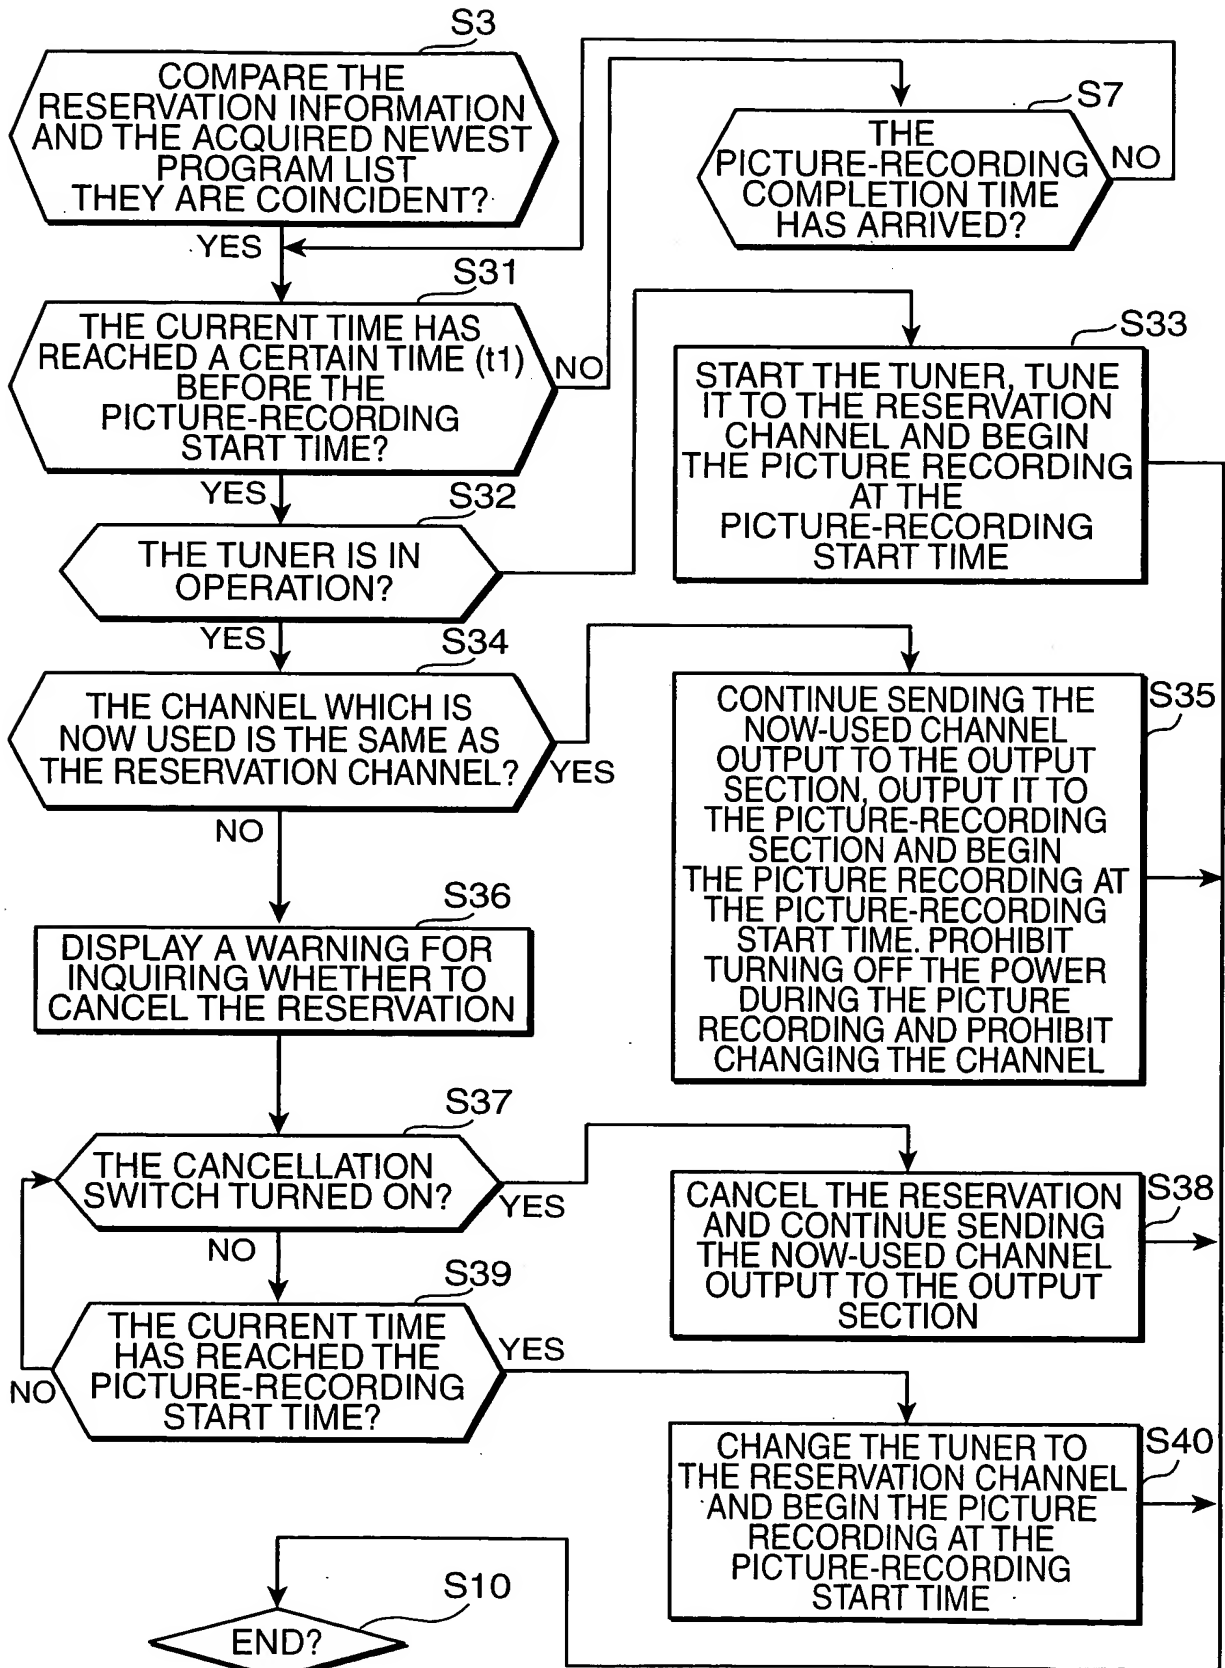 S3
COMPARE THE
RESERVATION INFORMATION
AND THE ACQUIRED NEWEST
PROGRAM LIST
THEY ARE COINCIDENT?
YES
S7
THE
PICTURE-RECORDING
COMPLETION TIME
HAS ARRIVED?
NO
S31
THE CURRENT TIME HAS
REACHED A CERTAIN TIME (t1)
BEFORE THE
PICTURE-RECORDING
START TIME?
NO
YES
S32
THE TUNER IS IN
OPERATION?
YES
S33
START THE TUNER, TUNE
IT TO THE RESERVATION
CHANNEL AND BEGIN
THE PICTURE RECORDING
AT THE
PICTURE-RECORDING
START TIME
S34
THE CHANNEL WHICH IS
NOW USED IS THE SAME AS
THE RESERVATION CHANNEL?
YES
NO
S35
CONTINUE SENDING THE
NOW-USED CHANNEL
OUTPUT TO THE OUTPUT
SECTION, OUTPUT IT TO
THE PICTURE-RECORDING
SECTION AND BEGIN
THE PICTURE RECORDING AT
THE PICTURE-RECORDING
START TIME. PROHIBIT
TURNING OFF THE POWER
DURING THE PICTURE
RECORDING AND PROHIBIT
CHANGING THE CHANNEL
S36
DISPLAY A WARNING FOR
INQUIRING WHETHER TO
CANCEL THE RESERVATION
S37
THE CANCELLATION
SWITCH TURNED ON?
YES
NO
S38
CANCEL THE RESERVATION
AND CONTINUE SENDING
THE NOW-USED CHANNEL
OUTPUT TO THE OUTPUT
SECTION
S39
THE CURRENT TIME
HAS REACHED THE
PICTURE-RECORDING
START TIME?
YES
NO
S40
CHANGE THE TUNER TO
THE RESERVATION CHANNEL
AND BEGIN THE PICTURE
RECORDING AT THE
PICTURE-RECORDING
START TIME
S10
END?